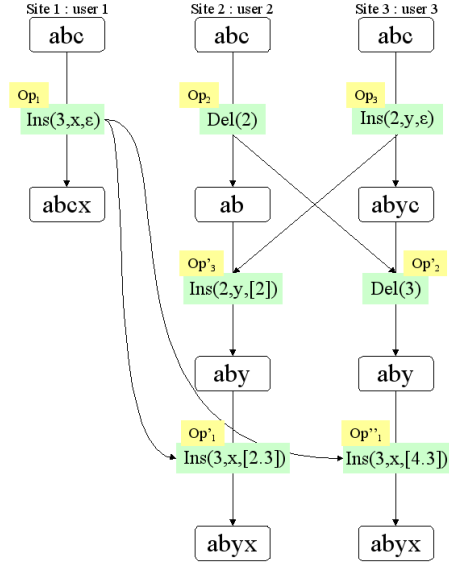 Site 1 : user 1
Site 2 : user 2
Site 3 : user 3
abc
abc
abc
Op₁
Op₂
Op₃
Ins(3,x,ε)
Del(2)
Ins(2,y,ε)
abcx
ab
abyc
Op'₃
Op'₂
Ins(2,y,[2])
Del(3)
aby
aby
Op'₁
Op''₁
Ins(3,x,[2.3])
Ins(3,x,[4.3])
abyx
abyx